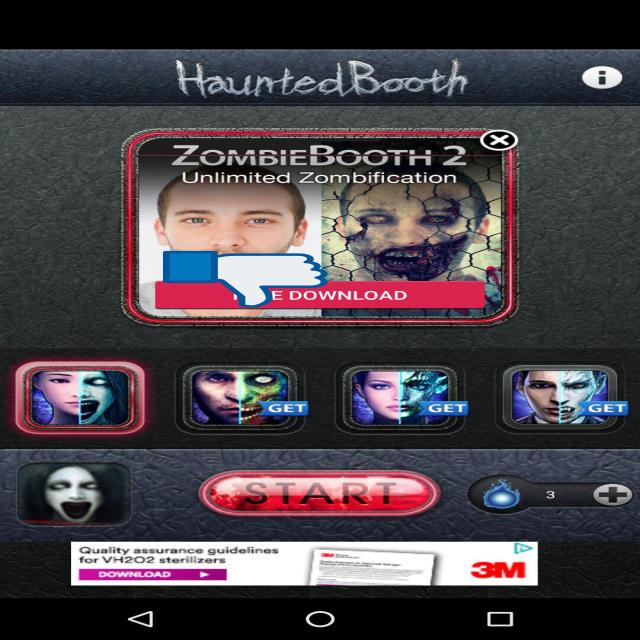 HauntedBooth
ZOMBIEBOOTH 2
Unlimited Zombification
E DOWNLOAD
GET
GET
GET
START
3
Quality assurance guidelines
for VH2O2 sterilizers
DOWNLOAD
3M
3M